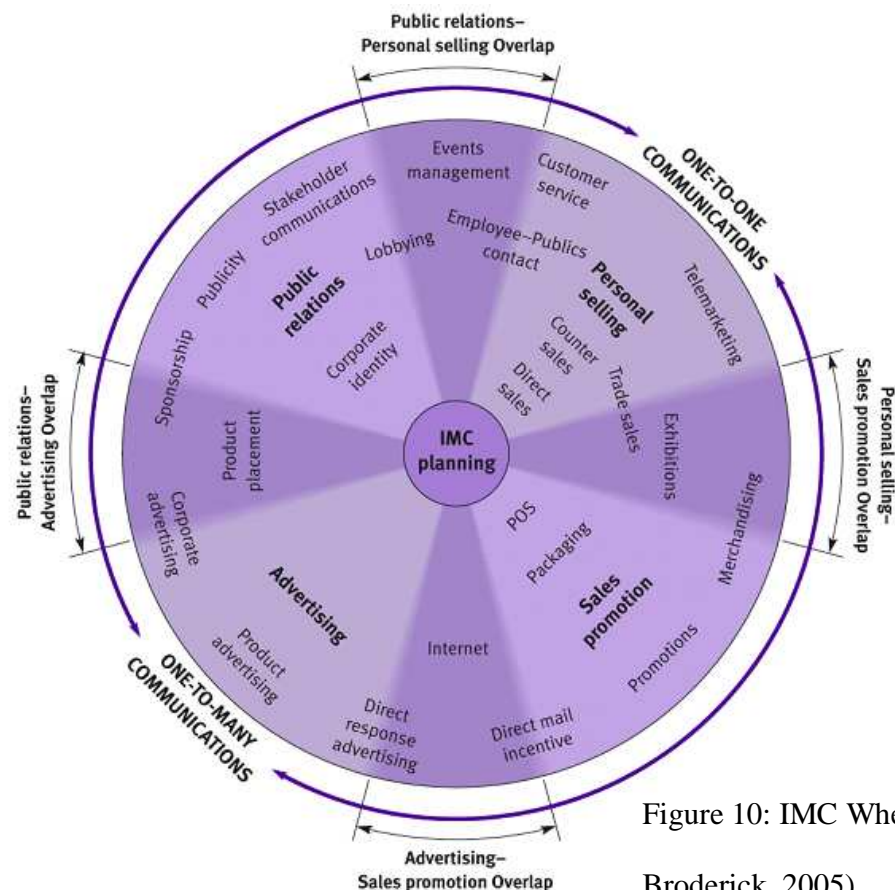 Public relations–
Personal selling Overlap
Events
management
Customer
service
ONE-TO-ONE
COMMUNICATIONS
Stakeholder
communications
Employee–Publics
contact
Lobbying
Publicity
Public
relations
Personal
selling
Telemarketing
Corporate
identity
Counter
sales
Direct
sales
Sponsorship
Trade sales
Personal selling–
Sales promotion Overlap
Public relations–
Advertising Overlap
Product
placement
IMC
planning
Exhibitions
Corporate
advertising
POS
Packaging
Merchandising
Advertising
Sales
promotion
Internet
Product
advertising
Promotions
ONE-TO-MANY
COMMUNICATIONS
Direct
response
advertising
Direct mail
incentive
Advertising–
Sales promotion Overlap
Figure 10: IMC Whe
Broderick, 2005)